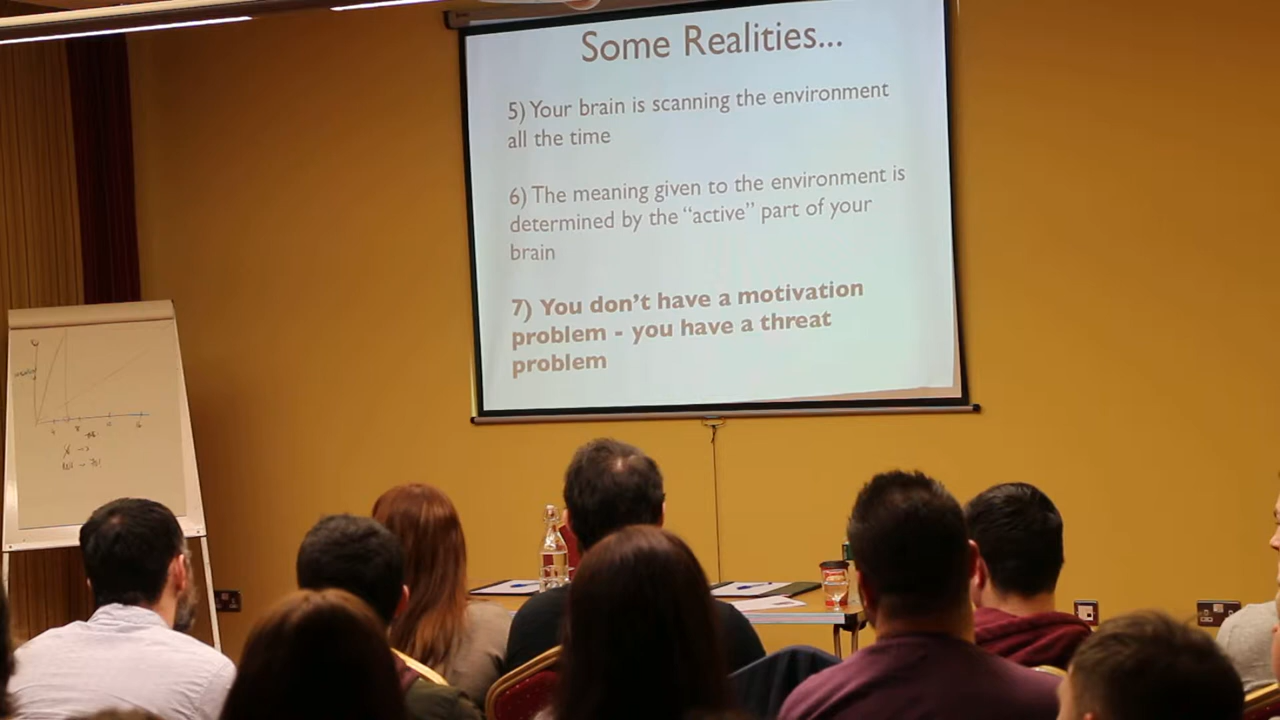 Some Realities...
5) Your brain is scanning the environment
all the time
6) The meaning given to the environment is
determined by the “active” part of your
brain
7) You don’t have a motivation
problem - you have a threat
problem